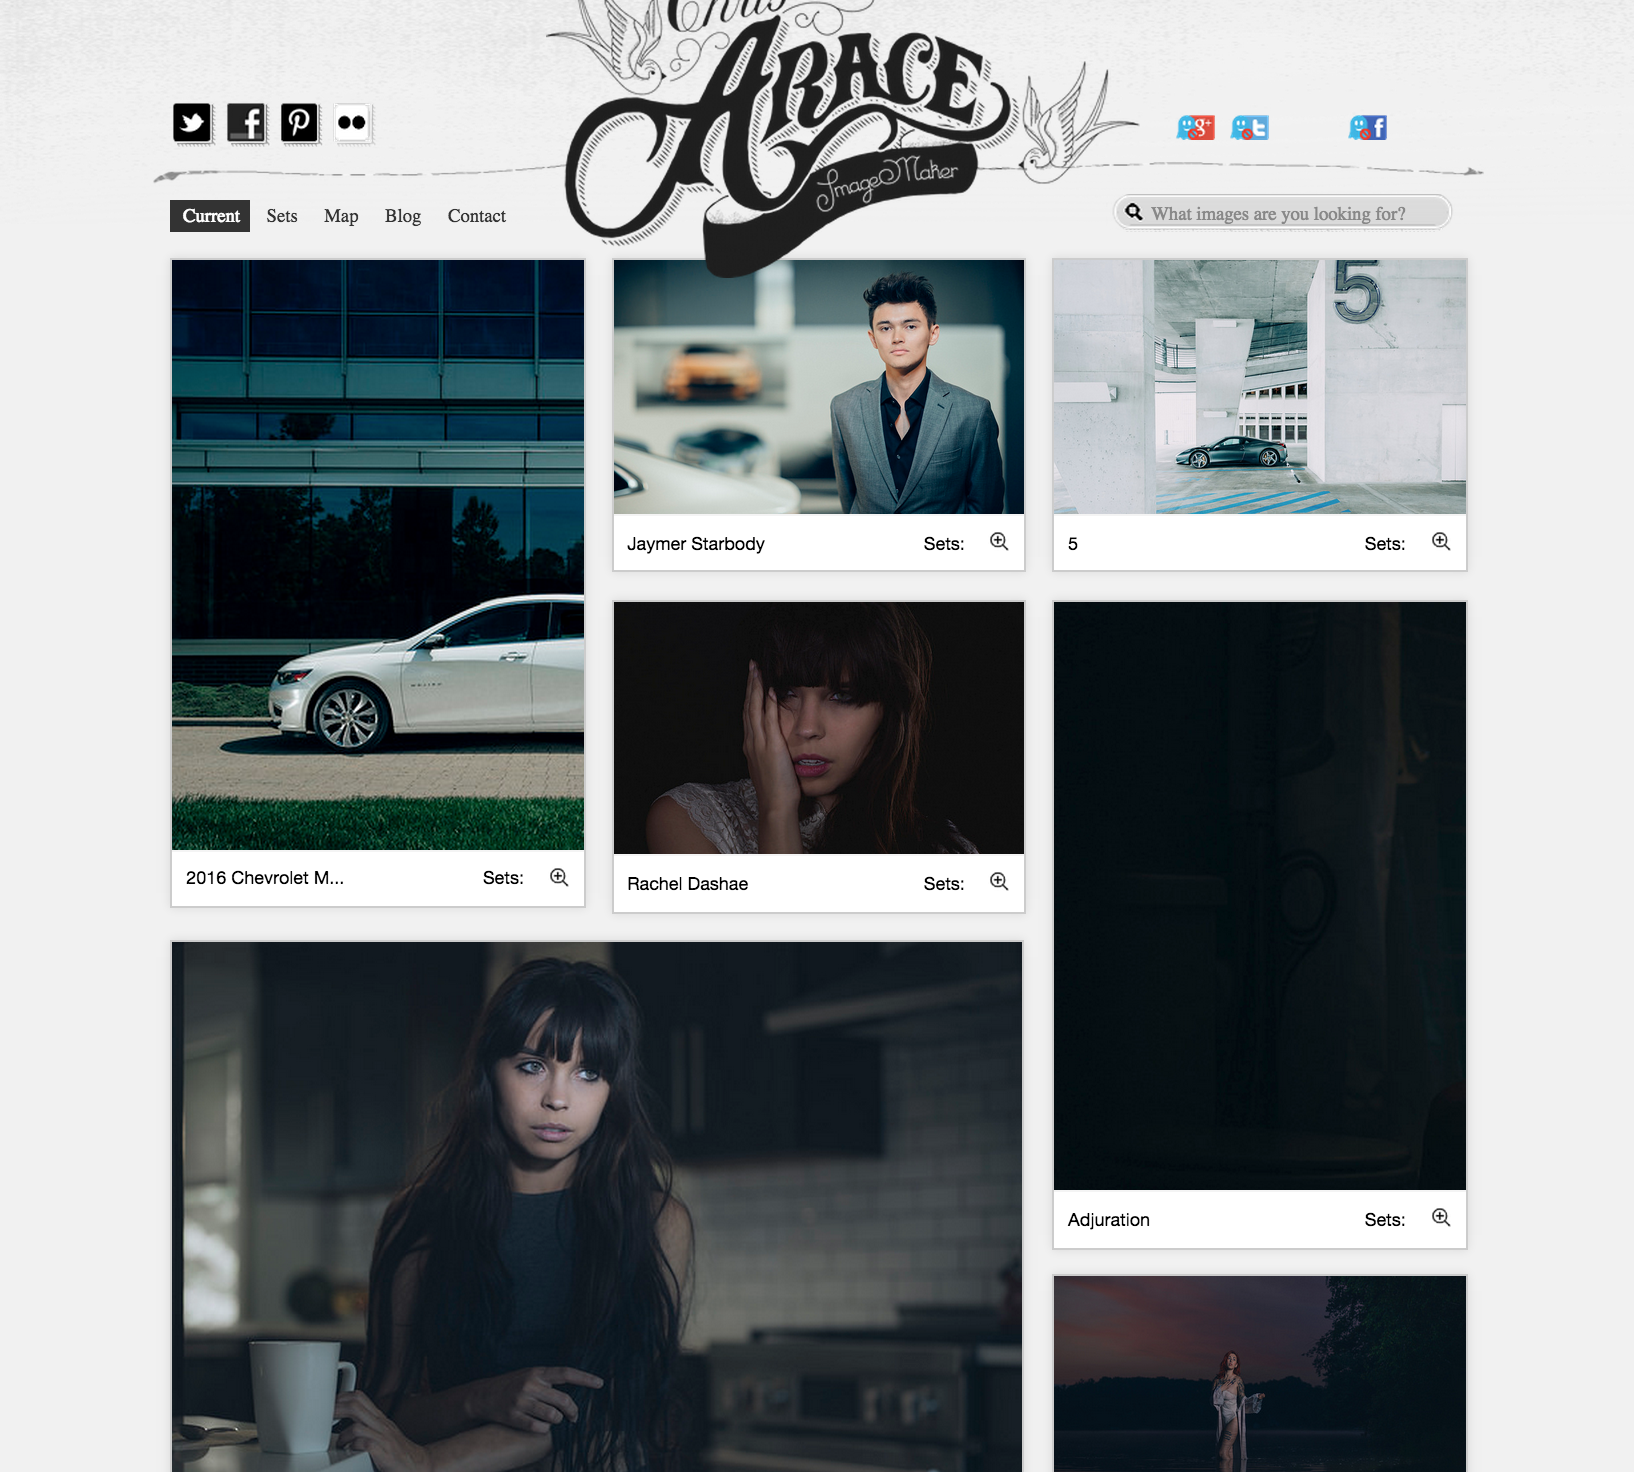 Chris
ARACE
ImageMaker
Current
Sets
Map
Blog
Contact
What images are you looking for?
5
Jaymer Starbody
Sets:
5
Sets:
2016 Chevrolet M...
Sets:
Rachel Dashae
Sets:
Adjuration
Sets: